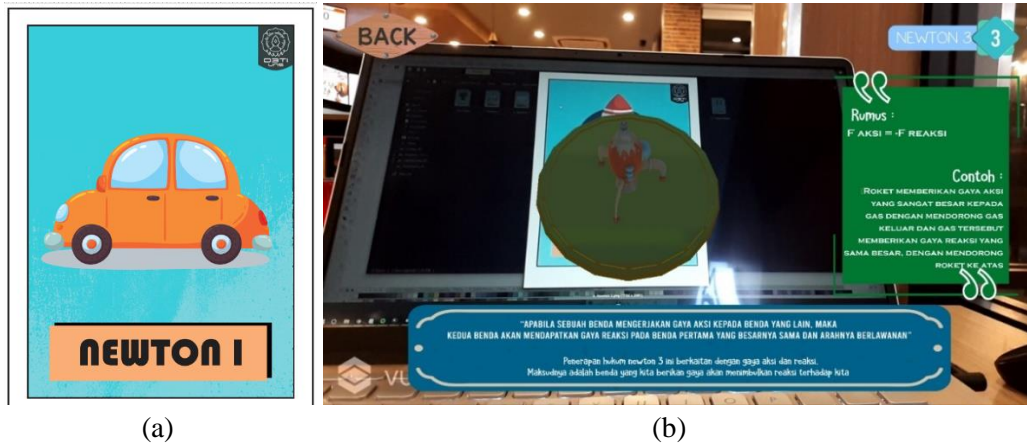 D3TI
UNS
NEWTON 1
(a)
BACK
NEWTON 3
3
Rumus :
F AKSI = -F REAKSI
Contoh :
ROKET MEMBERIKAN GAYA AKSI
YANG SANGAT BESAR KEPADA
GAS DENGAN MENDORONG GAS
KELUAR DAN GAS TERSEBUT
MEMBERIKAN GAYA REAKSI YANG
SAMA BESAR, DENGAN MENDORONG
ROKET KE ATAS
"APABILA SEBUAH BENDA MENGERJAKAN GAYA AKSI KEPADA BENDA YANG LAIN, MAKA
KEDUA BENDA AKAN MENDAPATKAN GAYA REAKSI PADA BENDA PERTAMA YANG BESARNYA SAMA DAN ARAHNYA BERLAWANAN"
Penerapan hukum newton 3 ini berkaitan dengan gaya aksi dan reaksi.
Maksudnya adalah benda yang kita berikan gaya akan menimbulkan reaksi terhadap kita
VU
(b)